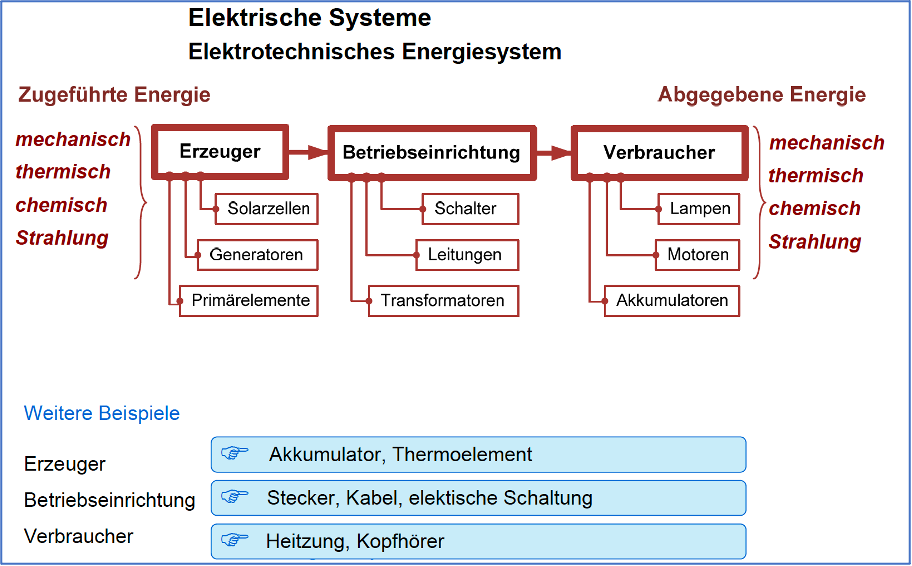 Elektrische Systeme
Elektrotechnisches Energiesystem
Zugeführte Energie
Abgegebene Energie
mechanisch
thermisch
chemisch
Strahlung
Erzeuger
Solarzellen
Generatoren
Primärelemente
Betriebseinrichtung
Schalter
Leitungen
Transformatoren
Verbraucher
Lampen
Motoren
Akkumulatoren
mechanisch
thermisch
chemisch
Strahlung
Weitere Beispiele
Erzeuger
Akkumulator, Thermoelement
Betriebseinrichtung
Stecker, Kabel, elektische Schaltung
Verbraucher
Heitzung, Kopfhörer